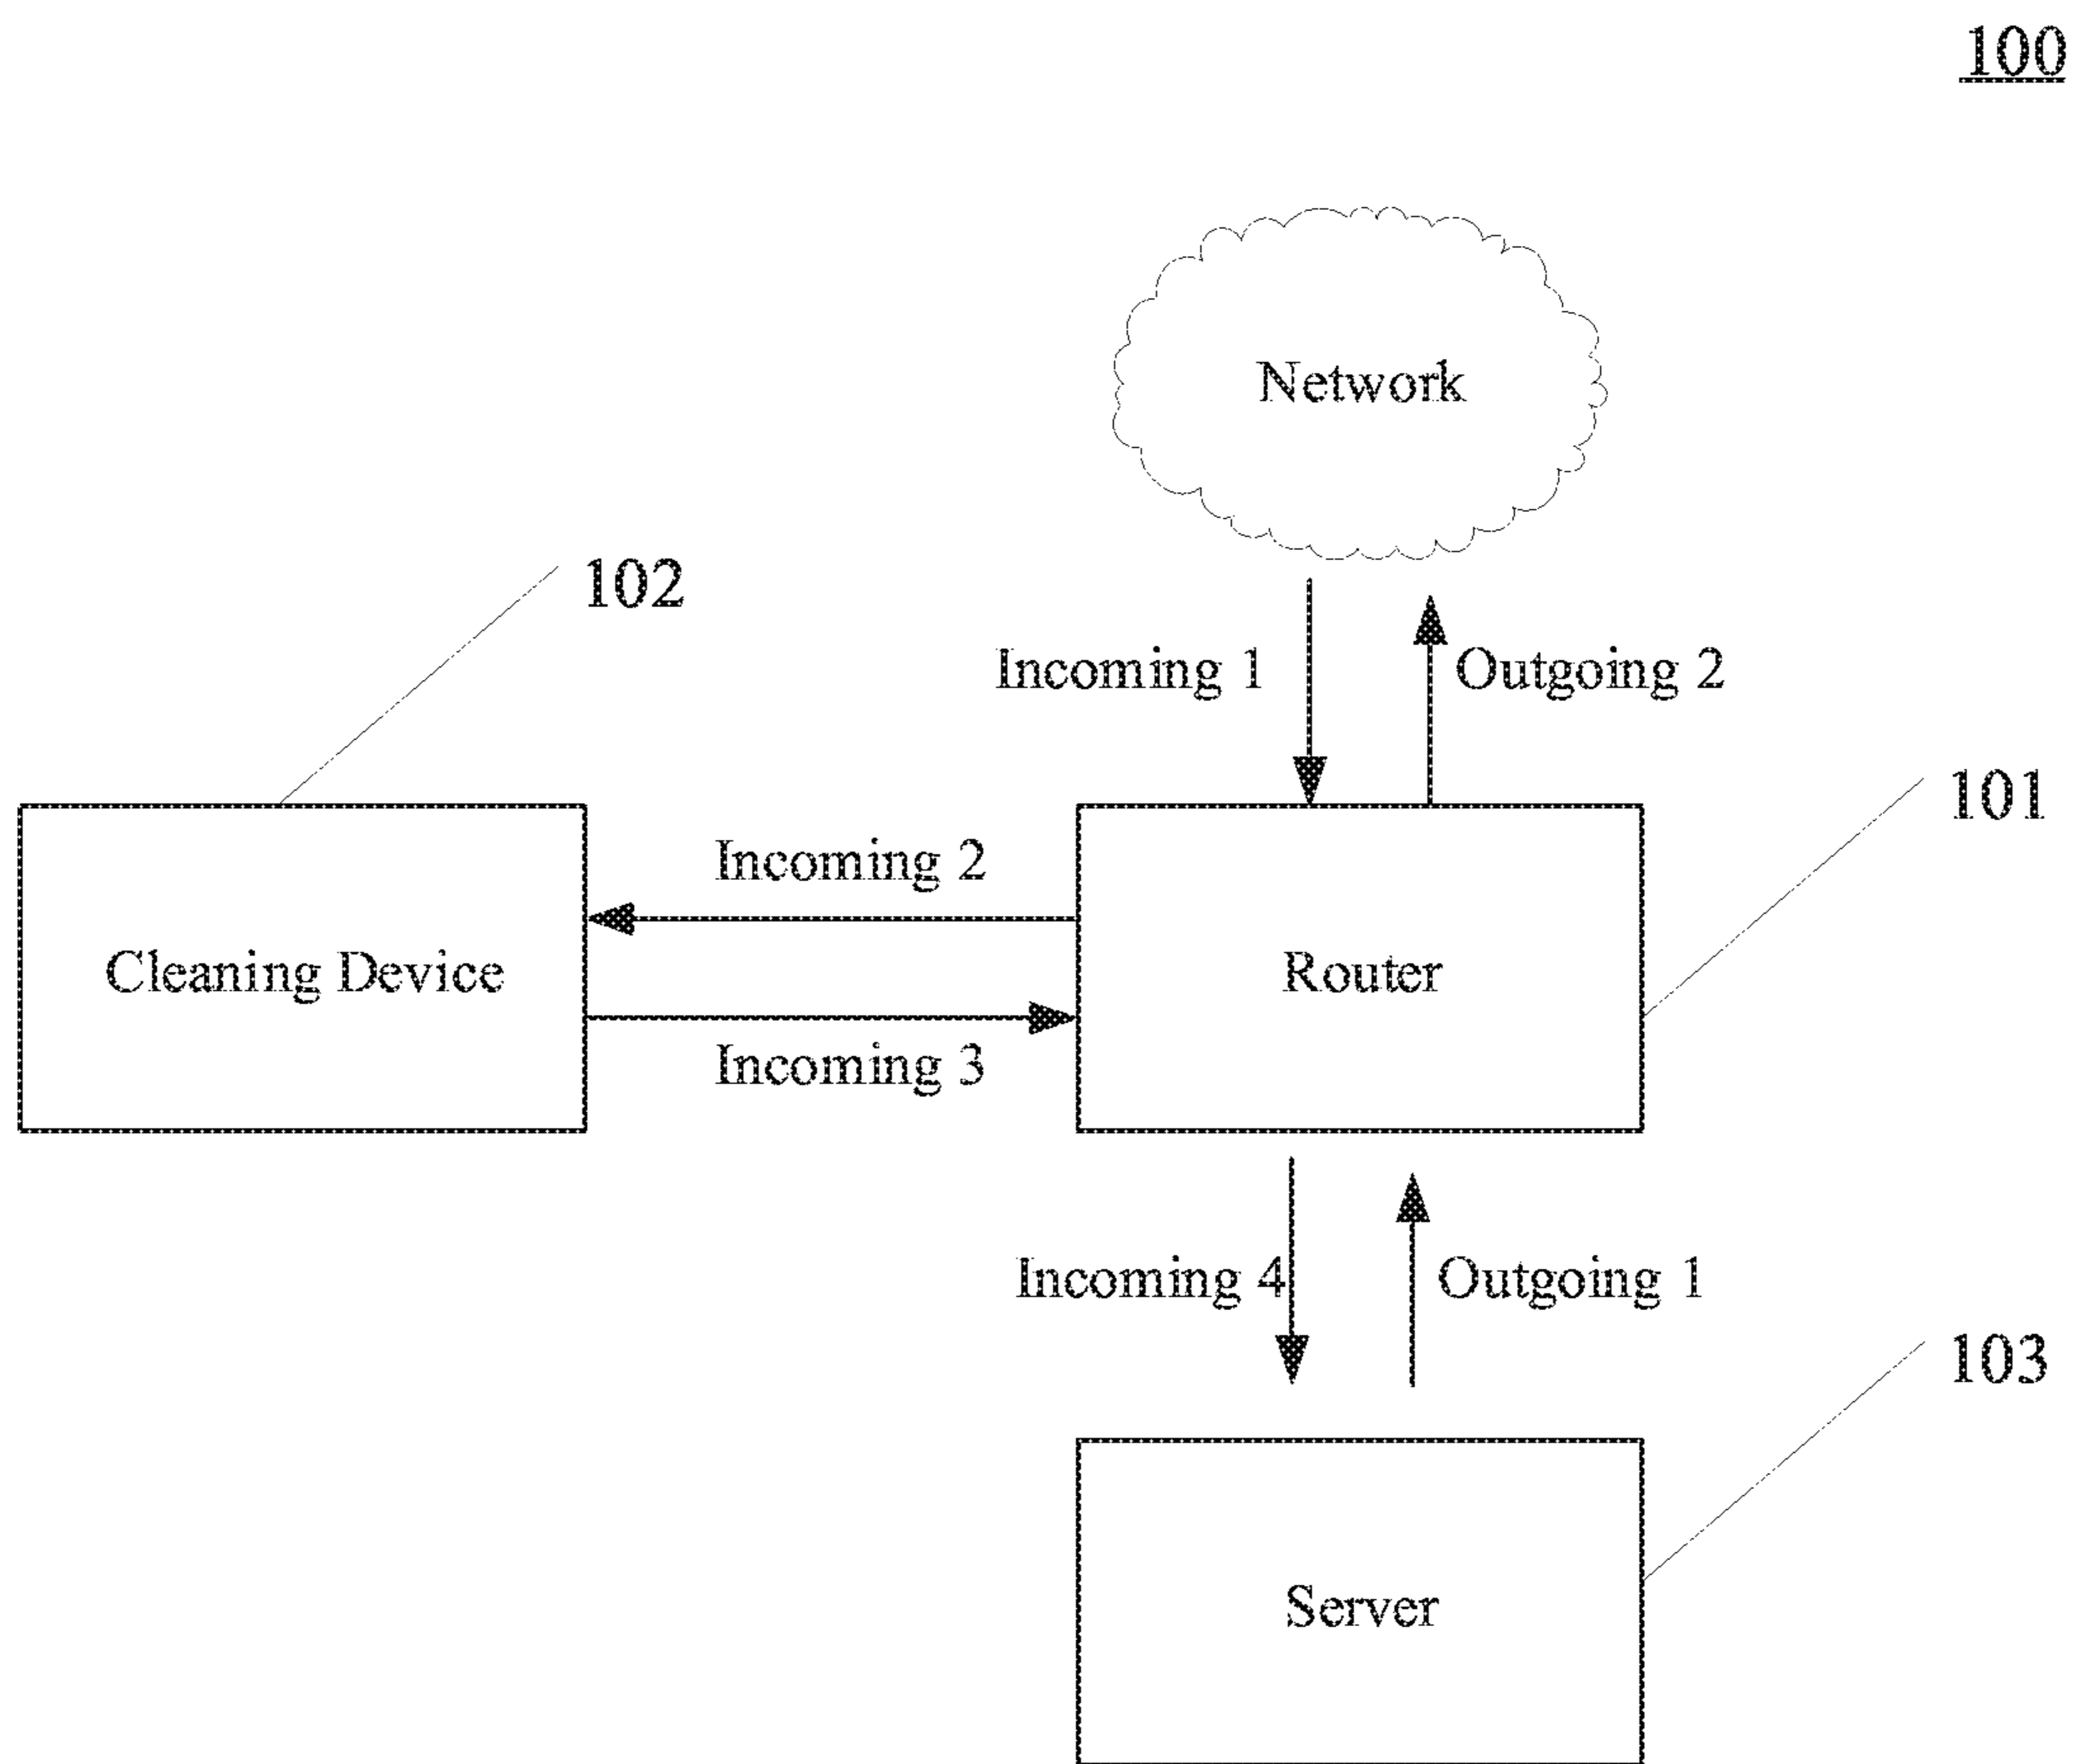 100
Network
102
Incoming 1
Outgoing 2
101
Incoming 2
Cleaning Device
Router
Incoming 3
Incoming 4
Outgoing 1
103
Server